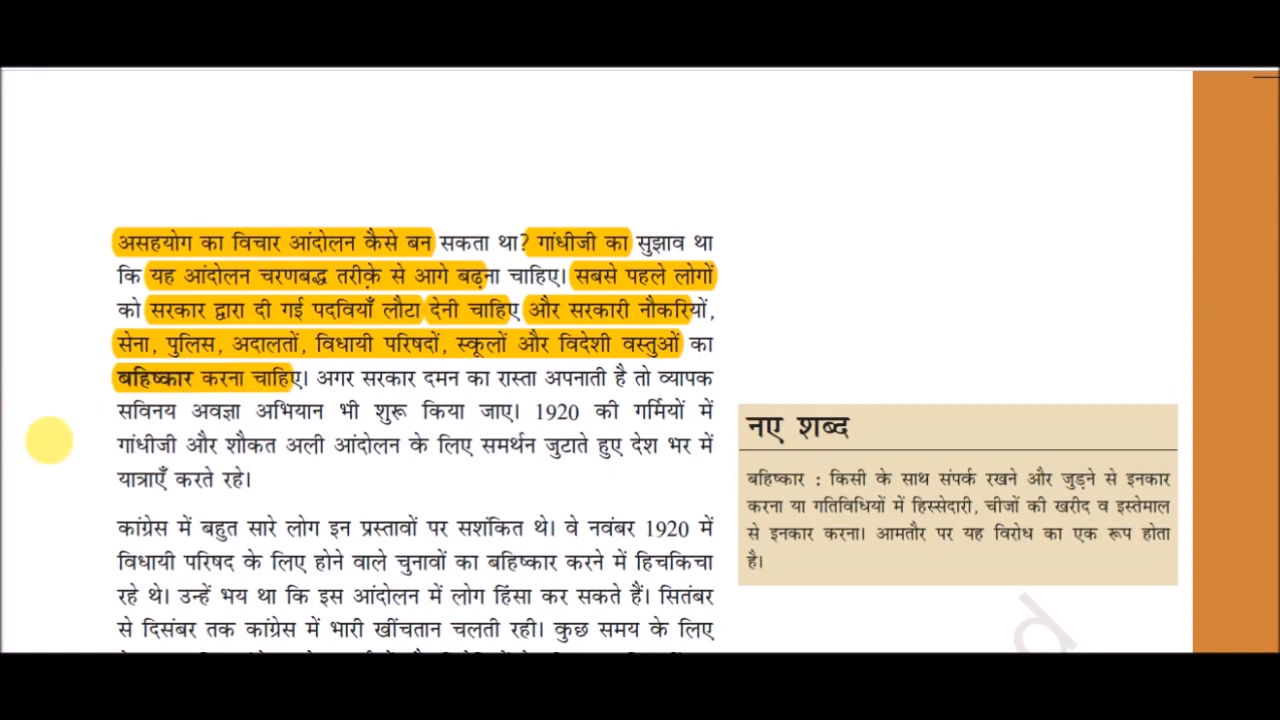 असहयोग का विचार आंदोलन कैसे बन सकता था? गांधीजी का सुझाव था
कि यह आंदोलन चरणबद्ध तरीक़े से आगे बढ़ना चाहिए। सबसे पहले लोगों
को सरकार द्वारा दी गई पदवियाँ लौटा देनी चाहिए और सरकारी नौकरियों,
सेना, पुलिस, अदालतों, विधायी परिषदों, स्कूलों और विदेशी वस्तुओं का
बहिष्कार करना चाहिए। अगर सरकार दमन का रास्ता अपनाती है तो व्यापक
सविनय अवज्ञा अभियान भी शुरू किया जाए। 1920 की गर्मियों में
गांधीजी और शौकत अली आंदोलन के लिए समर्थन जुटाते हुए देश भर में
यात्राएँ करते रहे।
कांग्रेस में बहुत सारे लोग इन प्रस्तावों पर सशंकित थे। वे नवंबर 1920 में
विधायी परिषद के लिए होने वाले चुनावों का बहिष्कार करने में हिचकिचा
रहे थे। उन्हें भय था कि इस आंदोलन में लोग हिंसा कर सकते हैं। सितंबर
से दिसंबर तक कांग्रेस में भारी खींचतान चलती रही। कुछ समय के लिए
नए शब्द
बहिष्कार : किसी के साथ संपर्क रखने और जुड़ने से इनकार
करना या गतिविधियों में हिस्सेदारी, चीजों की खरीद व इस्तेमाल
से इनकार करना। आमतौर पर यह विरोध का एक रूप होता
है।
d